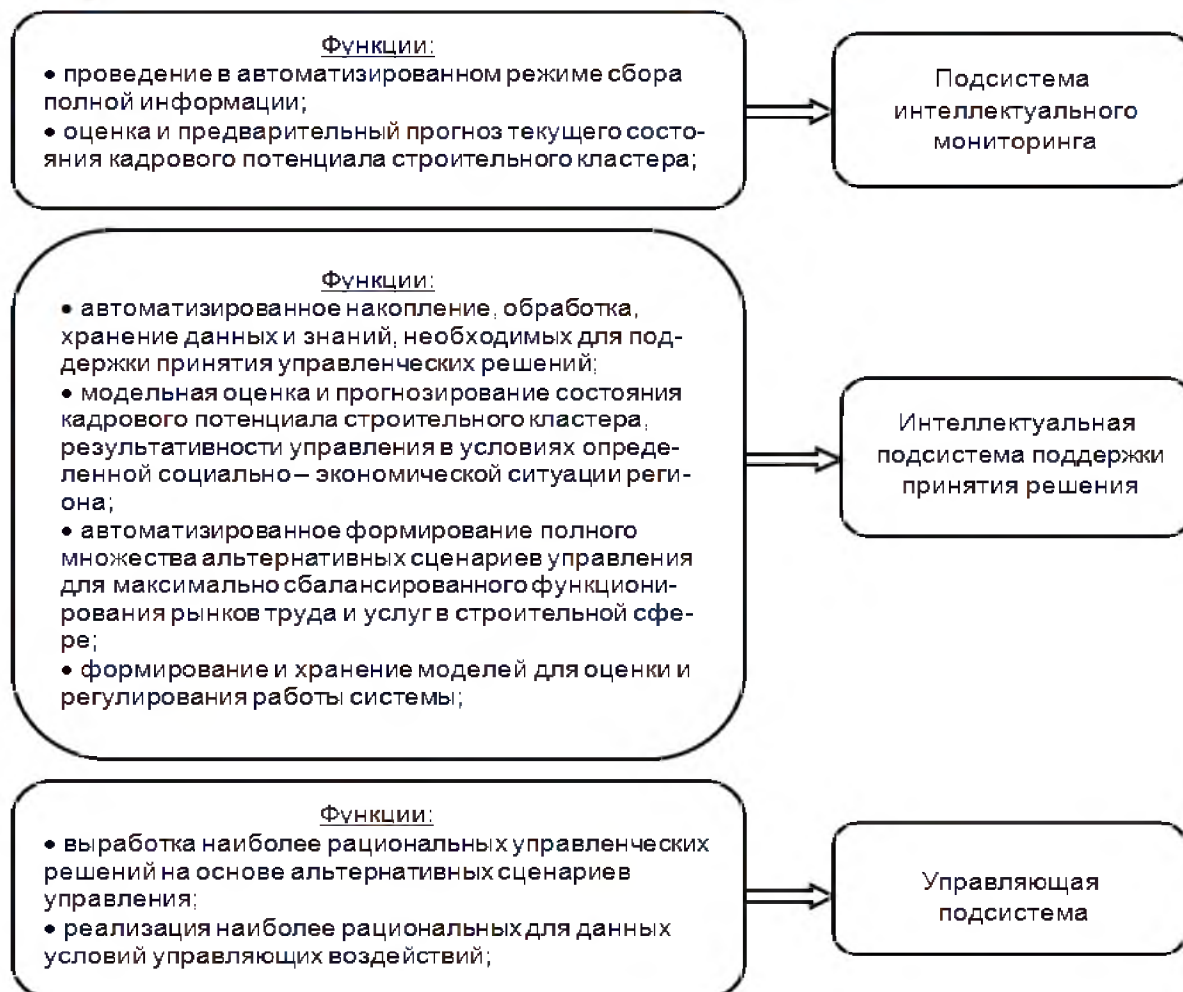 Функции:
• проведение в автоматизированном режиме сбора
полной информации;
• оценка и предварительный прогноз текущего состо-
яния кадрового потенциала строительного кластера;
Подсистема
интеллектуального
мониторинга
Функции:
• автоматизированное накопление, обработка,
хранение данных и знаний, необходимых для под-
держки принятия управленческих решений;
• модельная оценка и прогнозирование состояния
кадрового потенциала строительного кластера,
результативности управления в условиях опреде-
ленной социально – экономической ситуации реги-
она;
• автоматизированное формирование полного
множества альтернативных сценариев управления
для максимально сбалансированного функциони-
рования рынков труда и услуг в строительной сфе-
ре;
• формирование и хранение моделей для оценки и
регулирования работы системы;
Интеллектуальная
подсистема поддержки
принятия решения
Функции:
• выработка наиболее рациональных управленческих
решений на основе альтернативных сценариев
управления;
• реализация наиболее рациональных для данных
условий управляющих воздействий;
Управляющая
подсистема